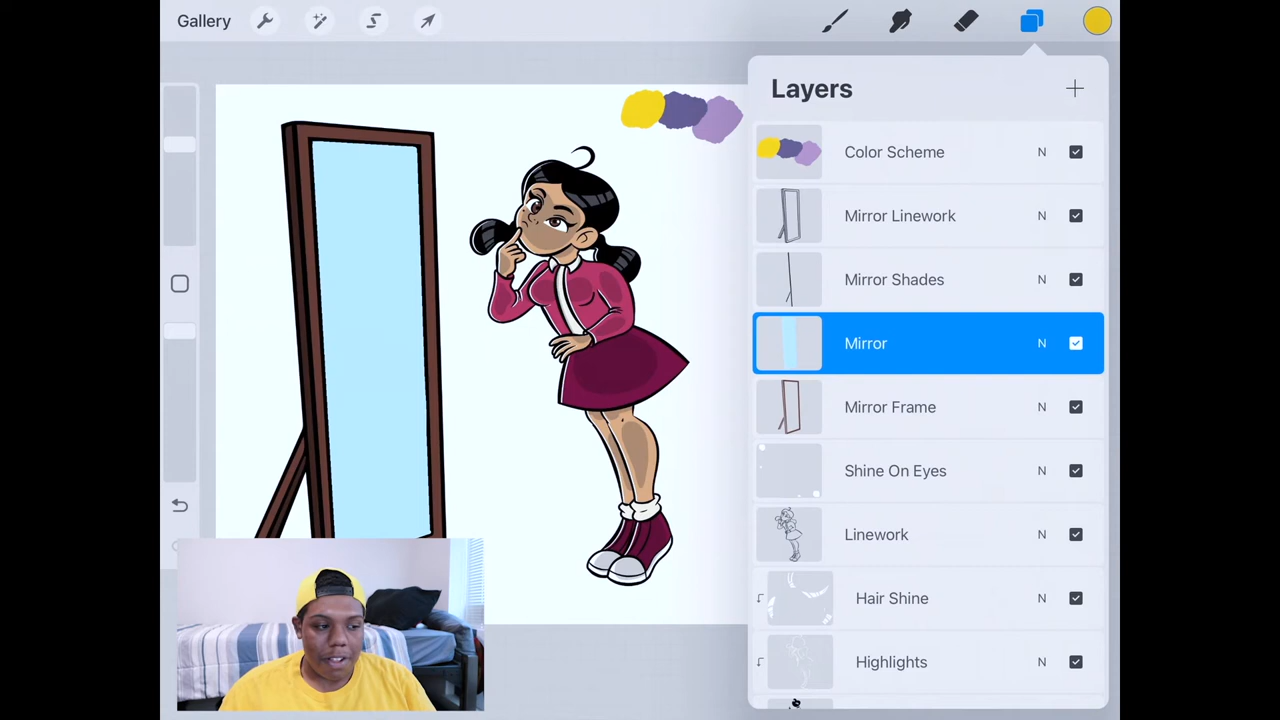 Gallery
Layers
Color Scheme N
Mirror Linework N
Mirror Shades N
Mirror N
Mirror Frame N
Shine On Eyes N
Linework N
Hair Shine N
Highlights N